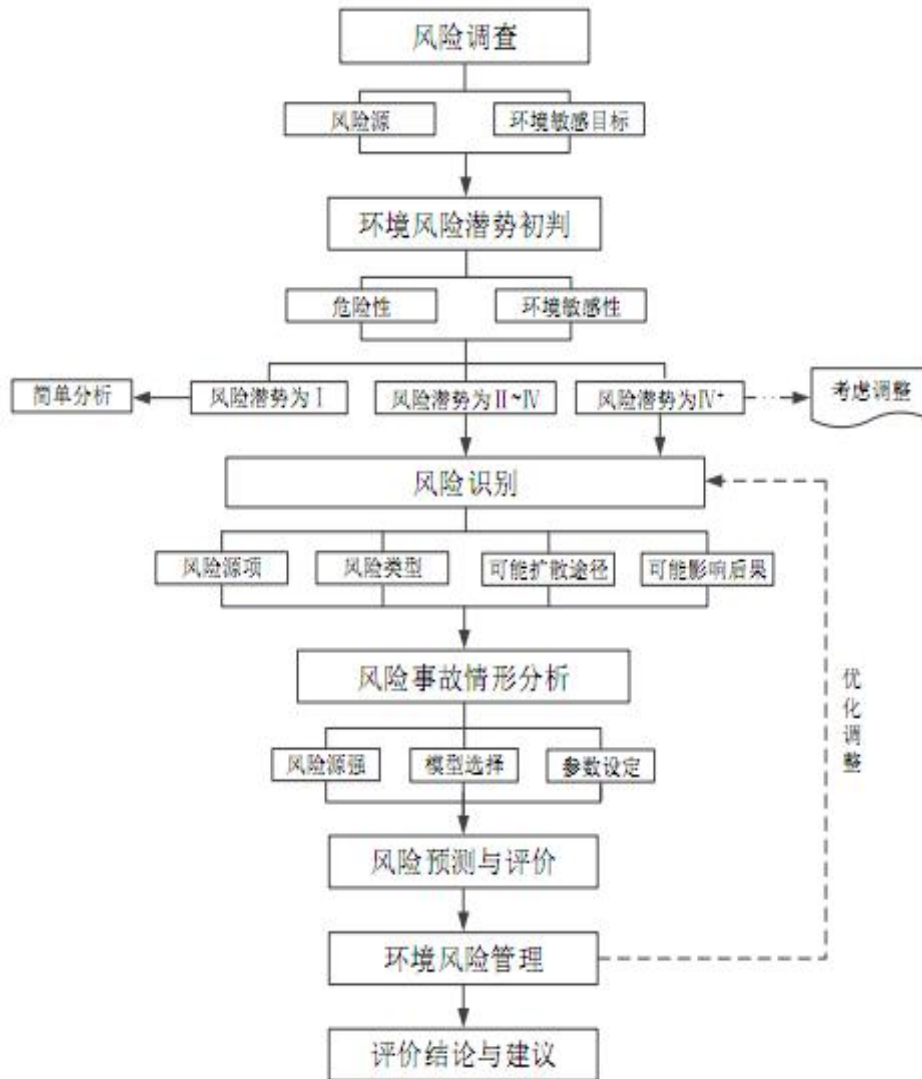 风险调查
风险源
环境敏感目标
环境风险潜势初判
危险性
环境敏感性
简单分析
风险潜势为Ⅰ
风险潜势为Ⅱ~Ⅳ
风险潜势为Ⅳ⁺
考虑调整
风险识别
风险源项
风险类型
可能扩散途径
可能影响后果
风险事故情形分析
优化调整
风险源强
模型选择
参数设定
风险预测与评价
环境风险管理
评价结论与建议